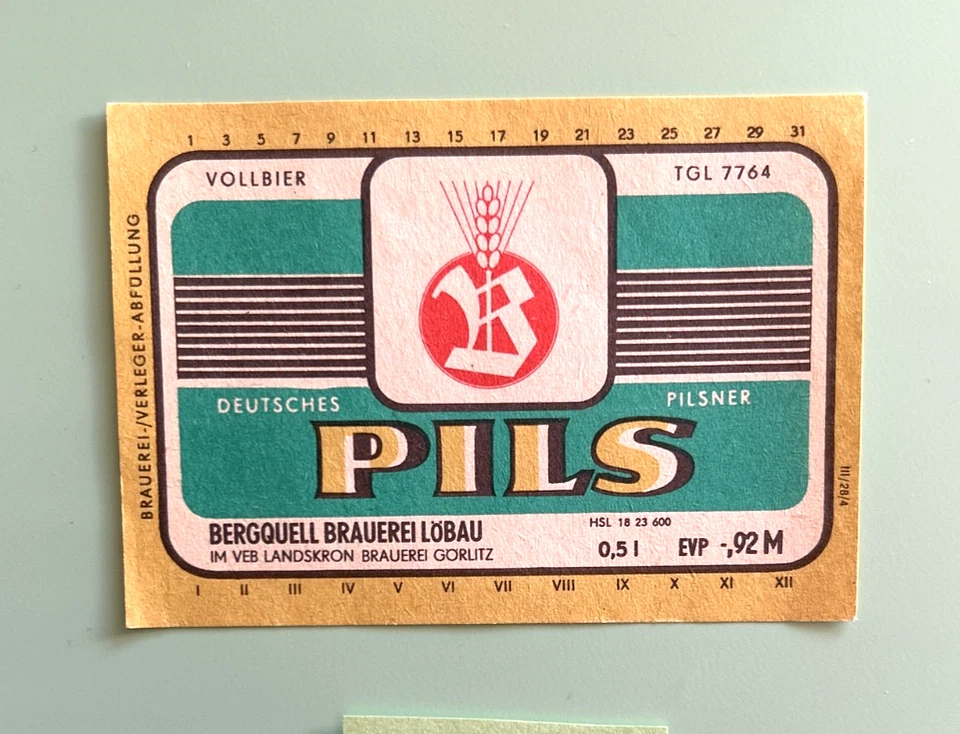 1 3 5 7 9 11 13 15 17 19 21 23 25 27 29 31
VOLLBIER
TGL 7764
BRAUEREI-/VERLEGER-ABFÜLLUNG
B
DEUTSCHES
PILSNER
PILS
III/28/4
BERGQUELL BRAUEREI LÖBAU
IM VEB LANDSKRON BRAUEREI GÖRLITZ
HSL 18 23 600
0,5 l EVP -,92 M
I II III IV V VI VII VIII IX X XI XII